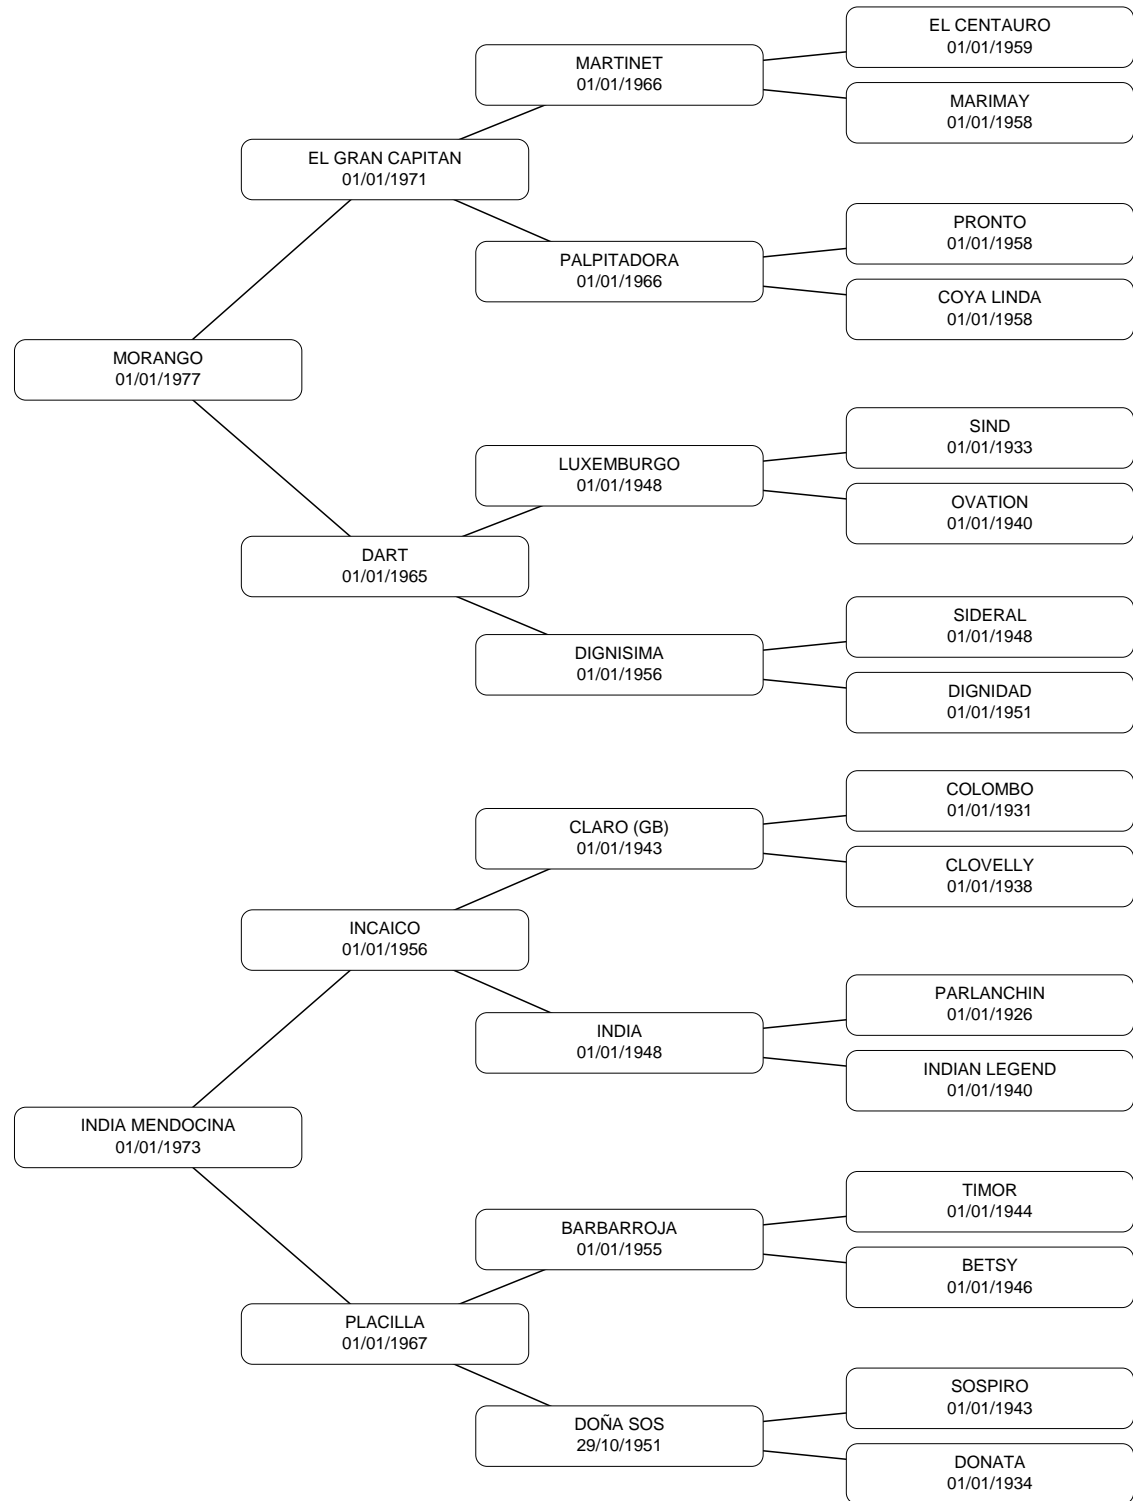 EL CENTAURO
01/01/1959
MARTINET
01/01/1966
MARIMAY
01/01/1958
EL GRAN CAPITAN
01/01/1971
PRONTO
01/01/1958
PALPITADORA
01/01/1966
COYA LINDA
01/01/1958
MORANGO
01/01/1977
SIND
01/01/1933
LUXEMBURGO
01/01/1948
OVATION
01/01/1940
DART
01/01/1965
SIDERAL
01/01/1948
DIGNISIMA
01/01/1956
DIGNIDAD
01/01/1951
COLOMBO
01/01/1931
CLARO (GB)
01/01/1943
CLOVELLY
01/01/1938
INCAICO
01/01/1956
PARLANCHIN
01/01/1926
INDIA
01/01/1948
INDIAN LEGEND
01/01/1940
INDIA MENDOCINA
01/01/1973
TIMOR
01/01/1944
BARBARROJA
01/01/1955
BETSY
01/01/1946
PLACILLA
01/01/1967
SOSPIRO
01/01/1943
DOÑA SOS
29/10/1951
DONATA
01/01/1934